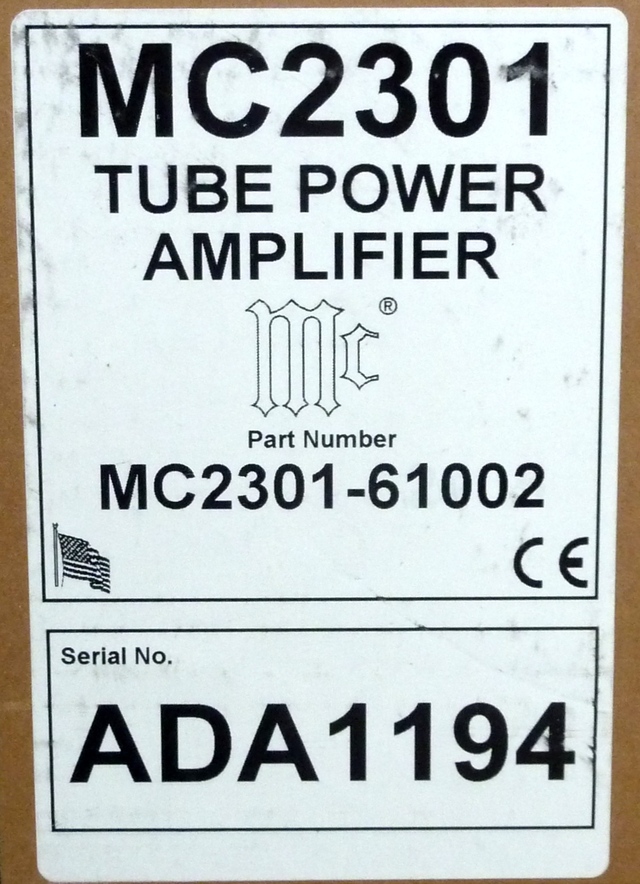 MC2301
TUBE POWER
AMPLIFIER
Mc®
Part Number
MC2301-61002
CE
Serial No.
ADA1194